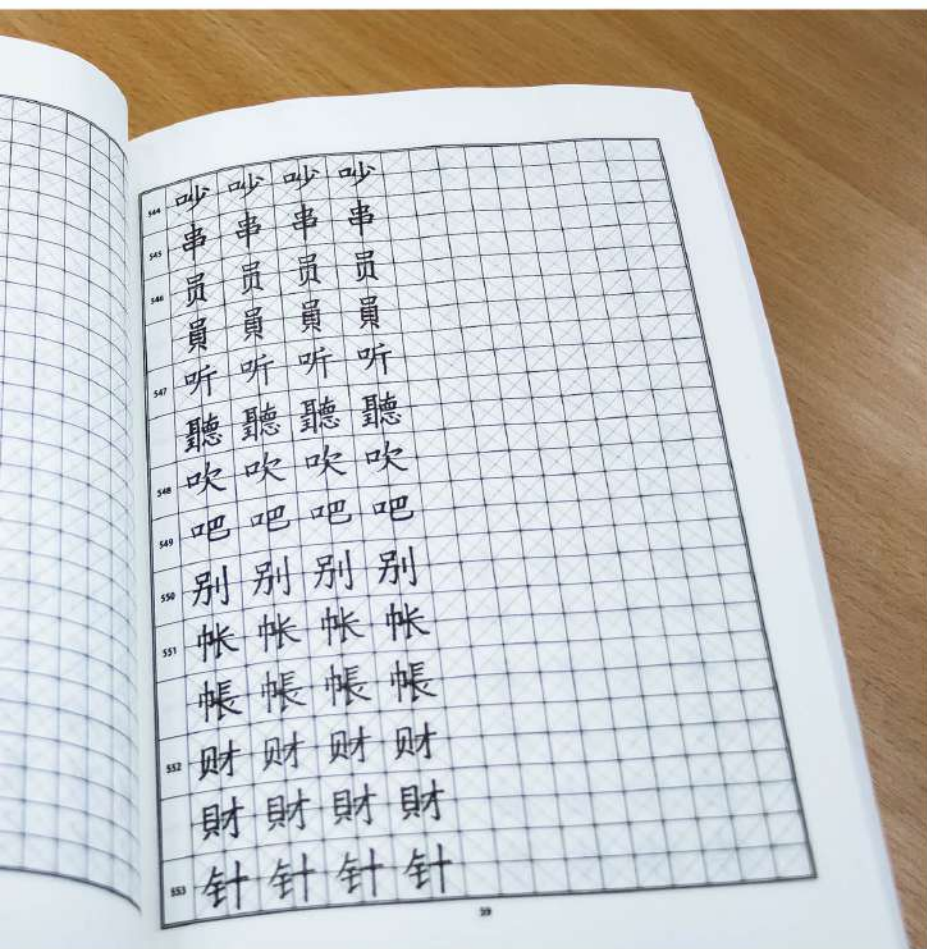 544 吵 吵 吵 吵
545 串 串 串 串
546 员 员 员 员
員 員 員 員
547 听 听 听 听
聽 聽 聽 聽
548 吹 吹 吹 吹
549 吧 吧 吧 吧
550 别 别 别 别
551 帐 帐 帐 帐
帳 帳 帳 帳
552 财 财 财 财
財 財 財 財
553 针 针 针 针
59